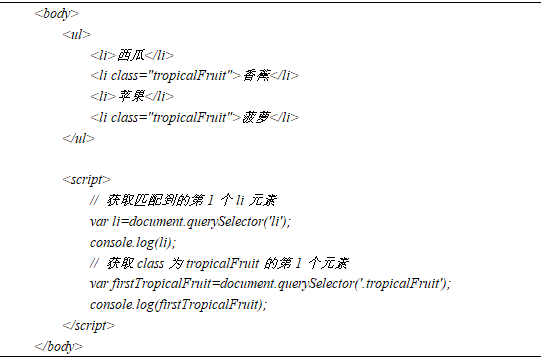 <body>
<ul>
<li>西瓜</li>
<li class="tropicalFruit">香蕉</li>
<li>苹果</li>
<li class="tropicalFruit">菠萝</li>
</ul>
<script>
// 获取匹配到的第 1 个 li 元素
var li=document.querySelector('li');
console.log(li);
// 获取 class 为 tropicalFruit 的第 1 个元素
var firstTropicalFruit=document.querySelector('.tropicalFruit');
console.log(firstTropicalFruit);
</script>
</body>